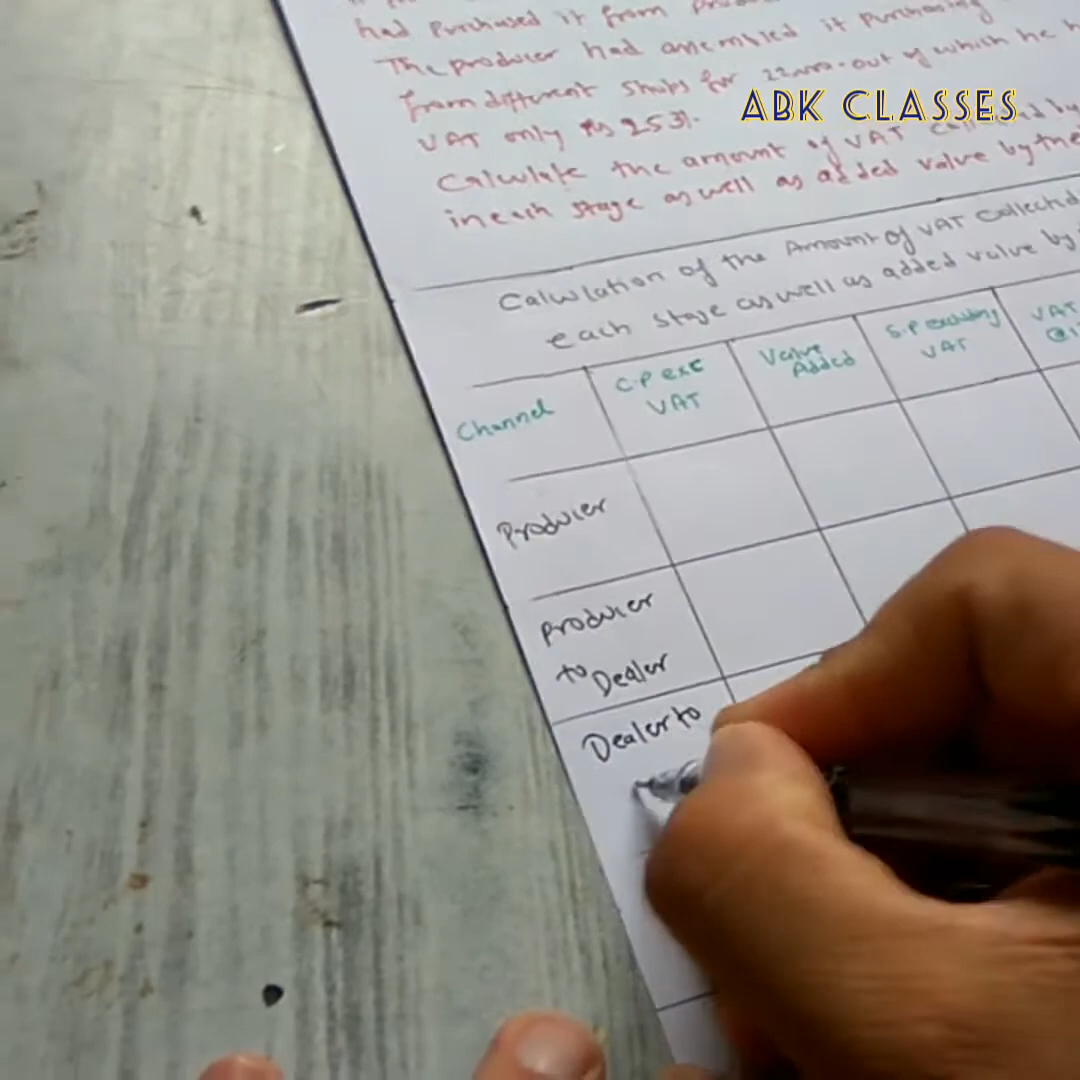 had purchased it from
The producer had assembled it purchasing
from different shops for out of which he
VAT only Rs 253/-
ABK CLASSES
Calculate the amount of VAT collected by
in each stage as well as added value by the
Calculation of the Amount of VAT Collected
each stage as well as added value by
Channel
C.P exc
VAT
Value
Added
S.P excluding
VAT
VAT
Producer
Producer
to Dealer
Dealer to